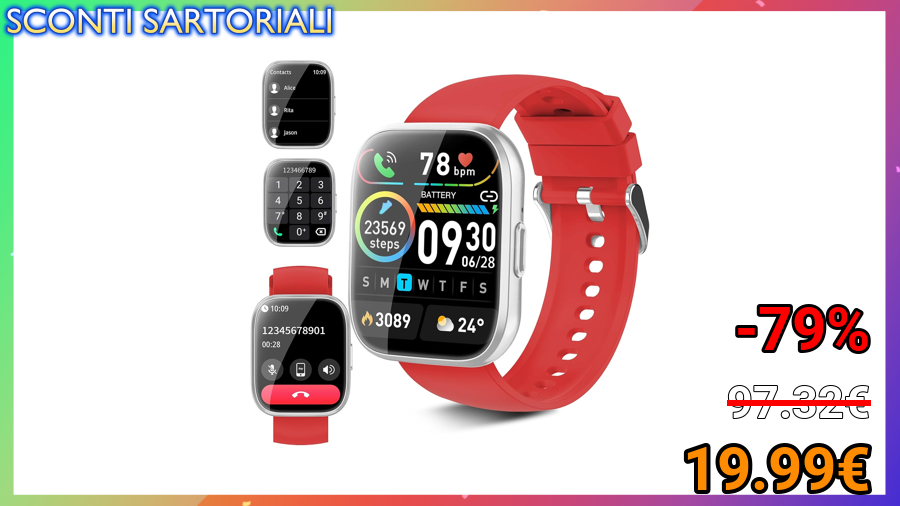 SCONTI SARTORIALI
Contacts 10:09
Alice
Rita
Jason
123466789
1 2 3
4 5 6
7 8 9#
0+
10:09
12345678901
00:28
78 bpm
BATTERY
23569
steps
09 30
06/28
S M T W T F S
3089
24°
-79%
97.32€
19.99€